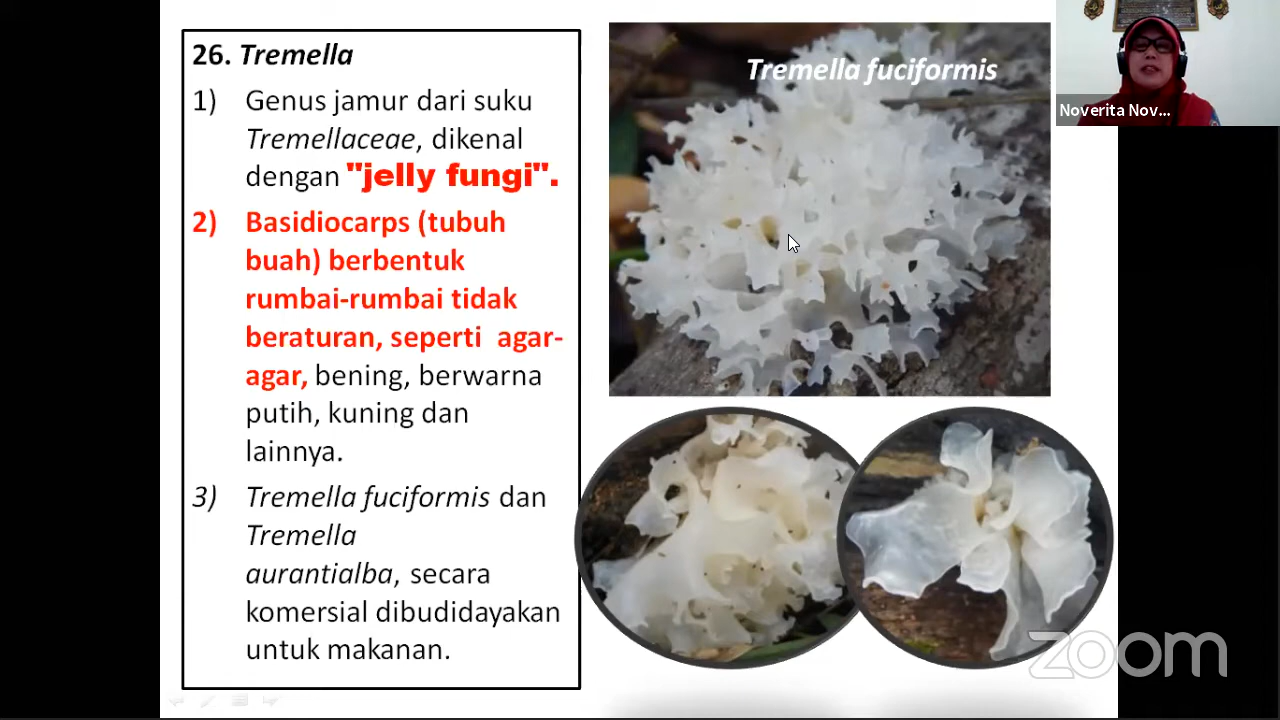 26. Tremella
1) Genus jamur dari suku
Tremellaceae, dikenal
dengan "jelly fungi".
2) Basidiocarps (tubuh
buah) berbentuk
rumbai-rumbai tidak
beraturan, seperti agar-
agar, bening, berwarna
putih, kuning dan
lainnya.
3) Tremella fuciformis dan
Tremella
aurantialba, secara
komersial dibudidayakan
untuk makanan.
Tremella fuciformis
Noverita Nov...
zoom